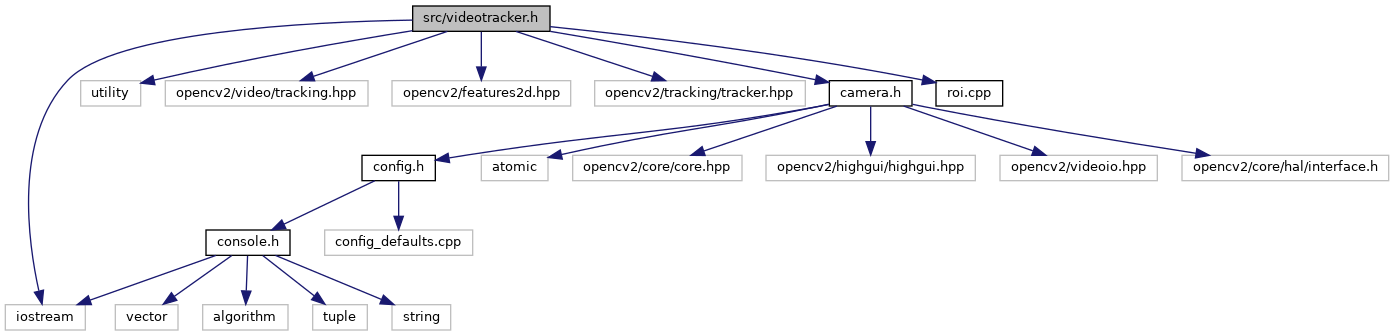 src/videotracker.h
utility
opencv2/video/tracking.hpp
opencv2/features2d.hpp
opencv2/tracking/tracker.hpp
camera.h
roi.cpp
config.h
atomic
opencv2/core/core.hpp
opencv2/highgui/highgui.hpp
opencv2/videoio.hpp
opencv2/core/hal/interface.h
console.h
config_defaults.cpp
iostream
vector
algorithm
tuple
string